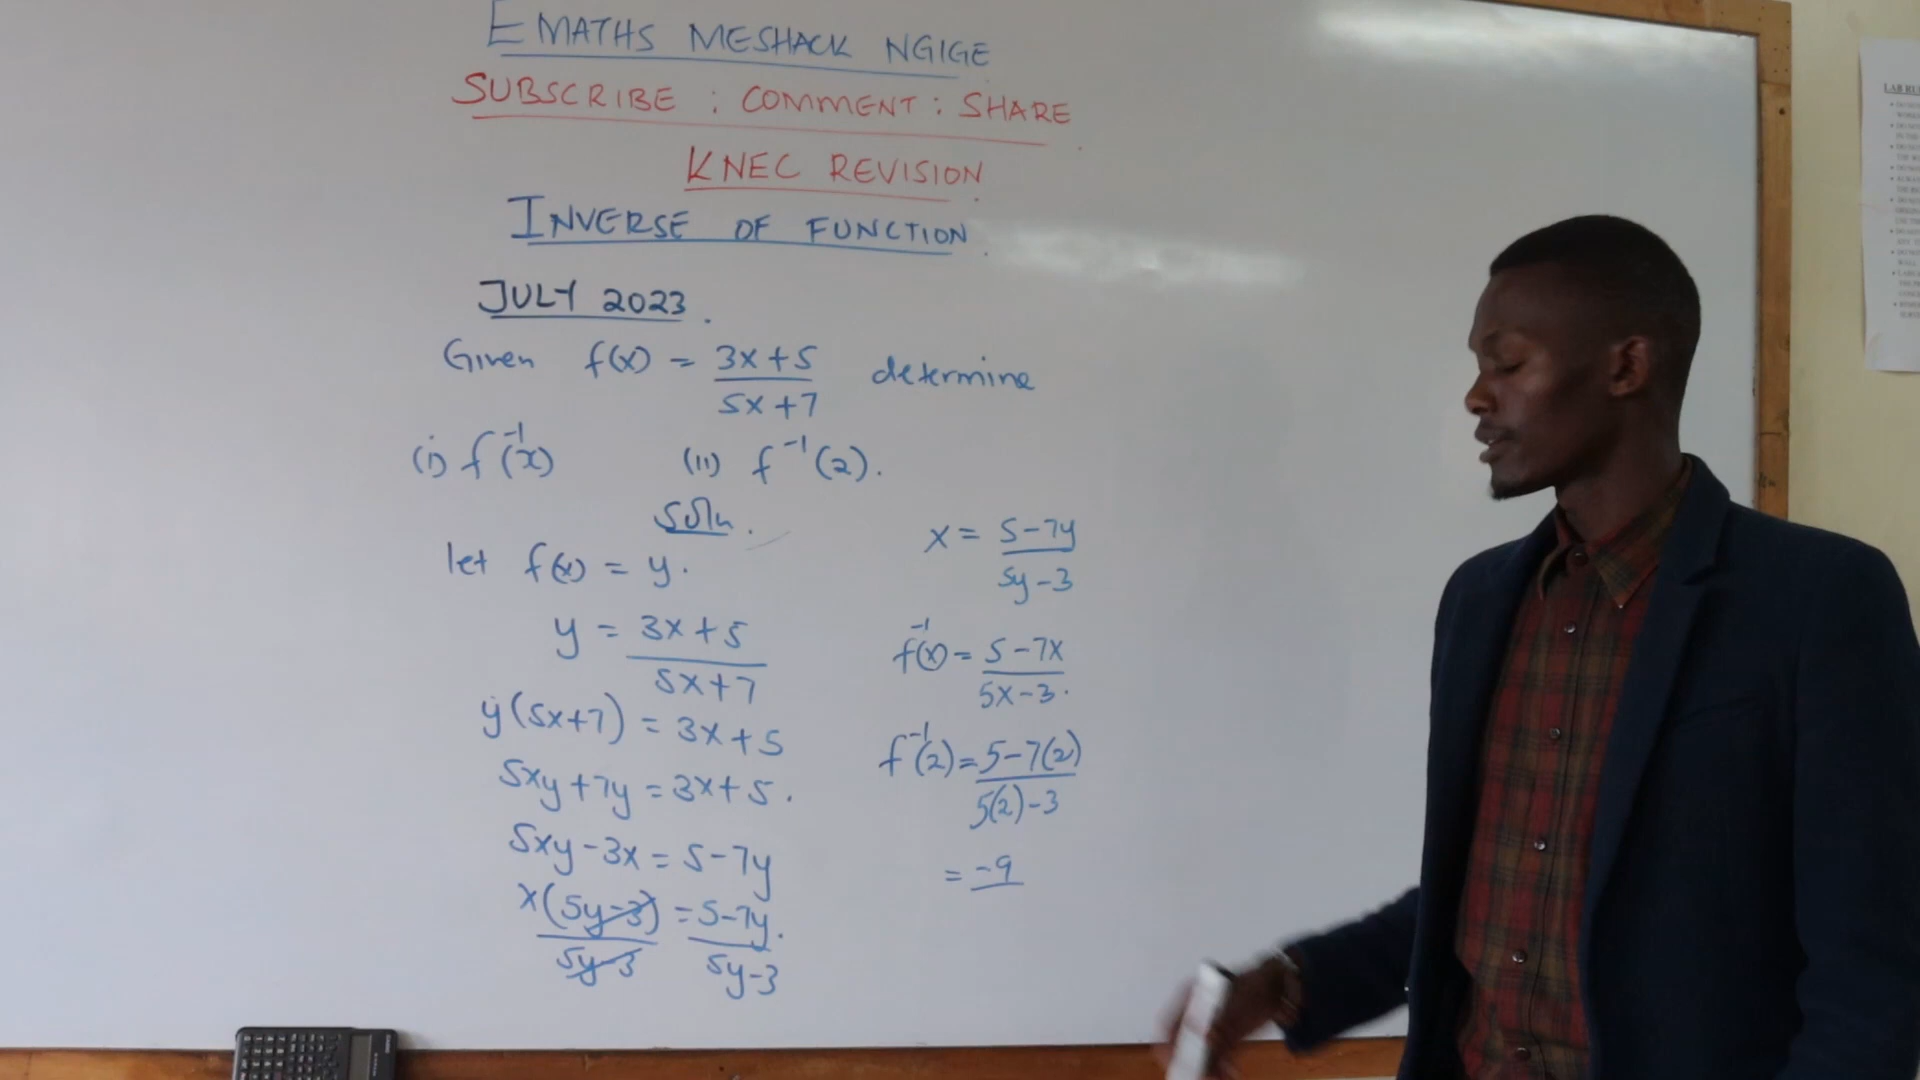 EMATHS MESHACK NGIGE
SUBSCRIBE : COMMENT : SHARE
KNEC REVISION
INVERSE OF FUNCTION.
JULY 2023.
Given f(x) = 3x+5 / 5x+7 determine
(i) f⁻¹(x) (ii) f⁻¹(2).
Soln.
let f(x) = y.
y = 3x+5 / 5x+7
y(5x+7) = 3x+5
5xy+7y = 3x+5.
5xy-3x = 5-7y
x(5y-3) / 5y-3 = 5-7y. / 5y-3
x = 5-7y / 5y-3
f⁻¹(x) = 5-7x / 5x-3.
f⁻¹(2) = 5-7(2) / 5(2)-3
= -9
LAB RU